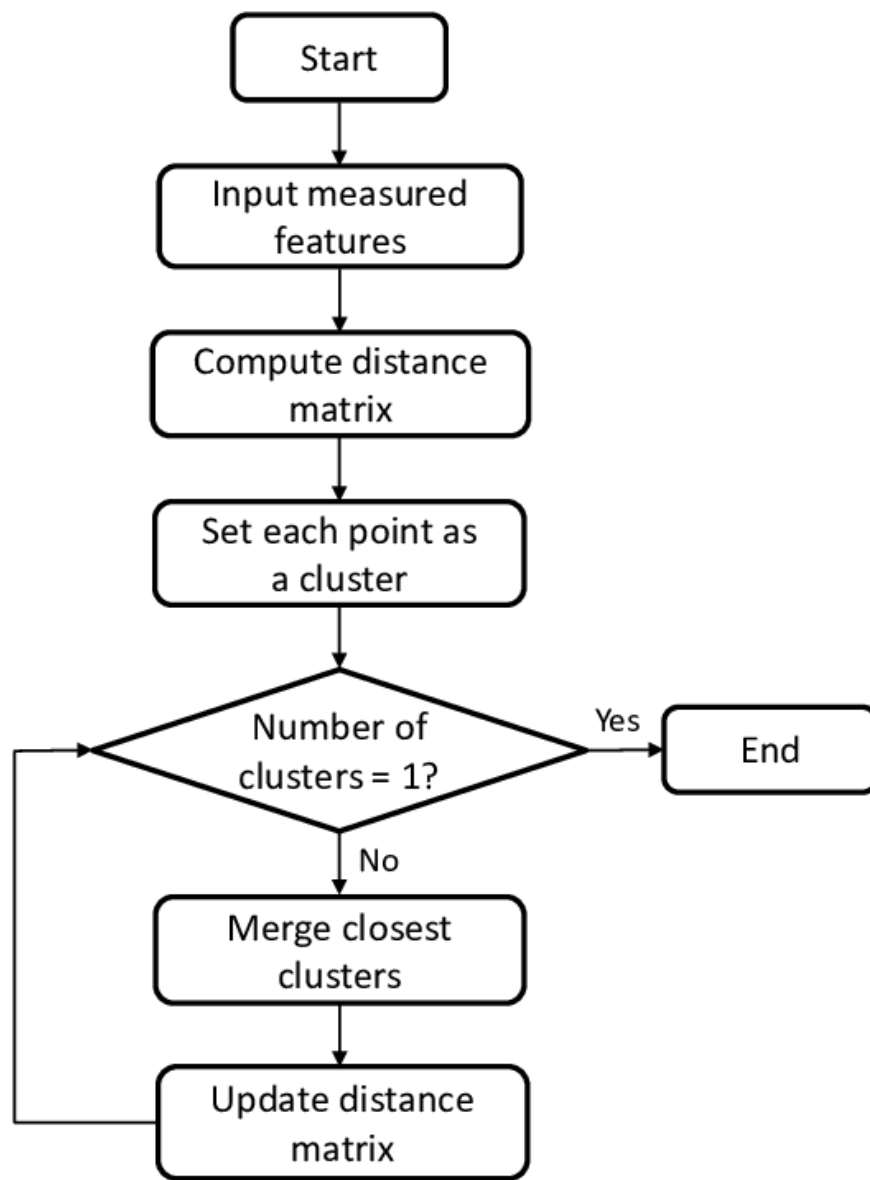 Start
Input measured
features
Compute distance
matrix
Set each point as
a cluster
Number of
clusters = 1?
Yes
End
No
Merge closest
clusters
Update distance
matrix